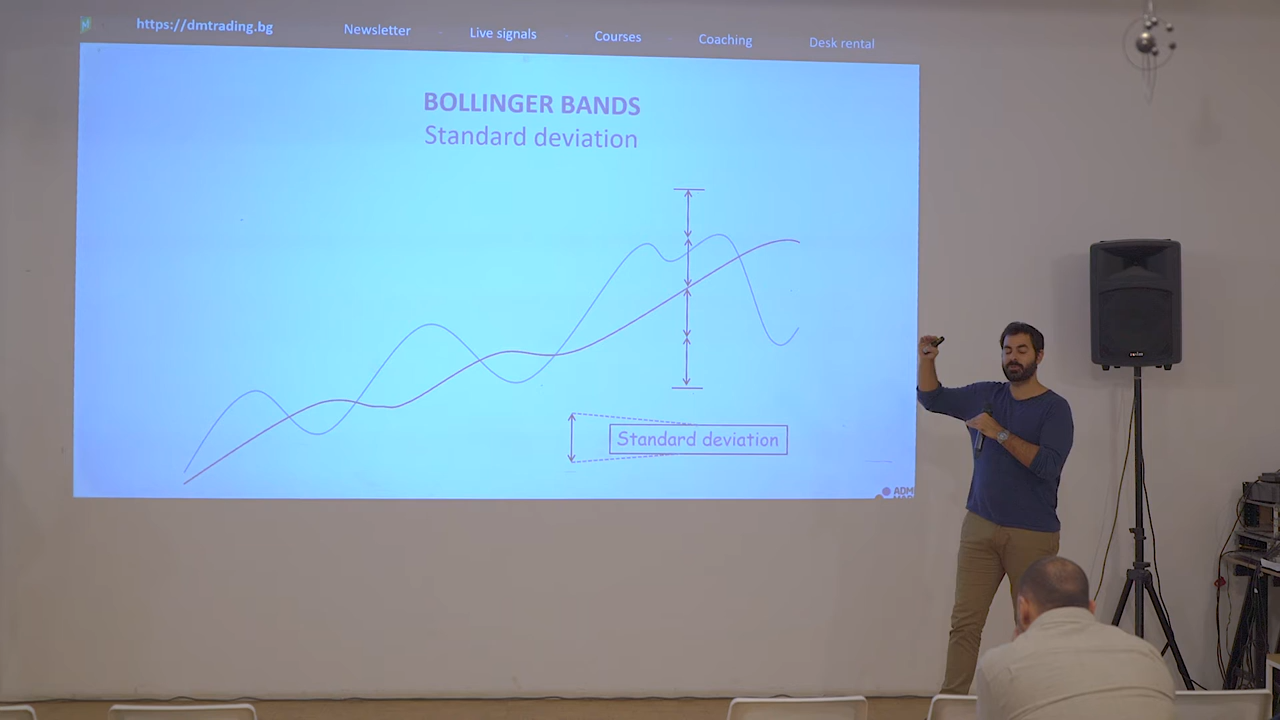 https://dmtrading.bg
Newsletter
Live signals
Courses
Coaching
Desk rental
BOLLINGER BANDS
Standard deviation
Standard deviation